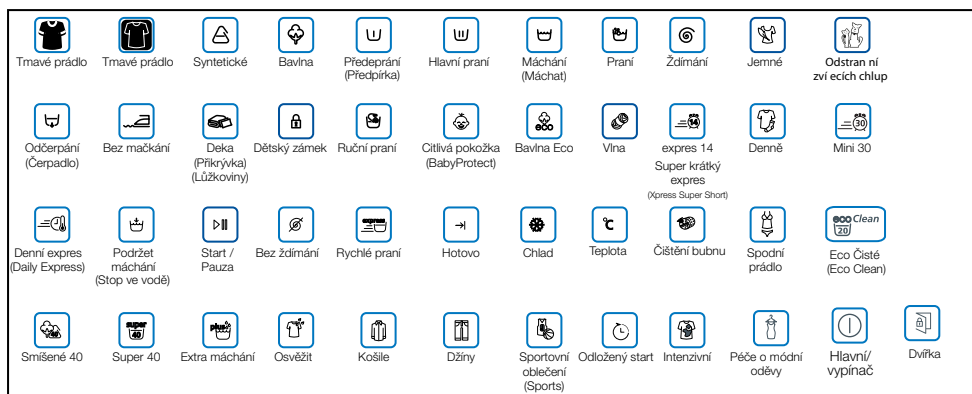 Tmavé prádlo
Tmavé prádlo
Syntetické
Bavlna
Předeprání
(Předpírka)
Hlavní praní
Máchání
(Máchat)
Praní
Ždímání
Jemné
Odstran ní
zví ecích chlup
Odčerpání
(Čerpadlo)
Bez mačkání
Deka
(Přikrývka)
(Lůžkoviny)
Dětský zámek
Ruční praní
Citlivá pokožka
(BabyProtect)
eco
Bavlna Eco
Vlna
14
expres 14
Super krátký
expres
(Xpress Super Short)
Denně
30
Mini 30
Denní expres
(Daily Express)
Podržet
máchání
(Stop ve vodě)
Start /
Pauza
Bez ždímání
express
Rychlé praní
Hotovo
Chlad
°C
Teplota
Čištění bubnu
Spodní
prádlo
eco Clean
20
Eco Čisté
(Eco Clean)
40
Smíšené 40
super
40
Super 40
plus
Extra máchání
Osvěžit
Košile
Džíny
Sportovní
oblečení
(Sports)
Odložený start
Intenzivní
Péče o módní
oděvy
Hlavní/
vypínač
Dvířka